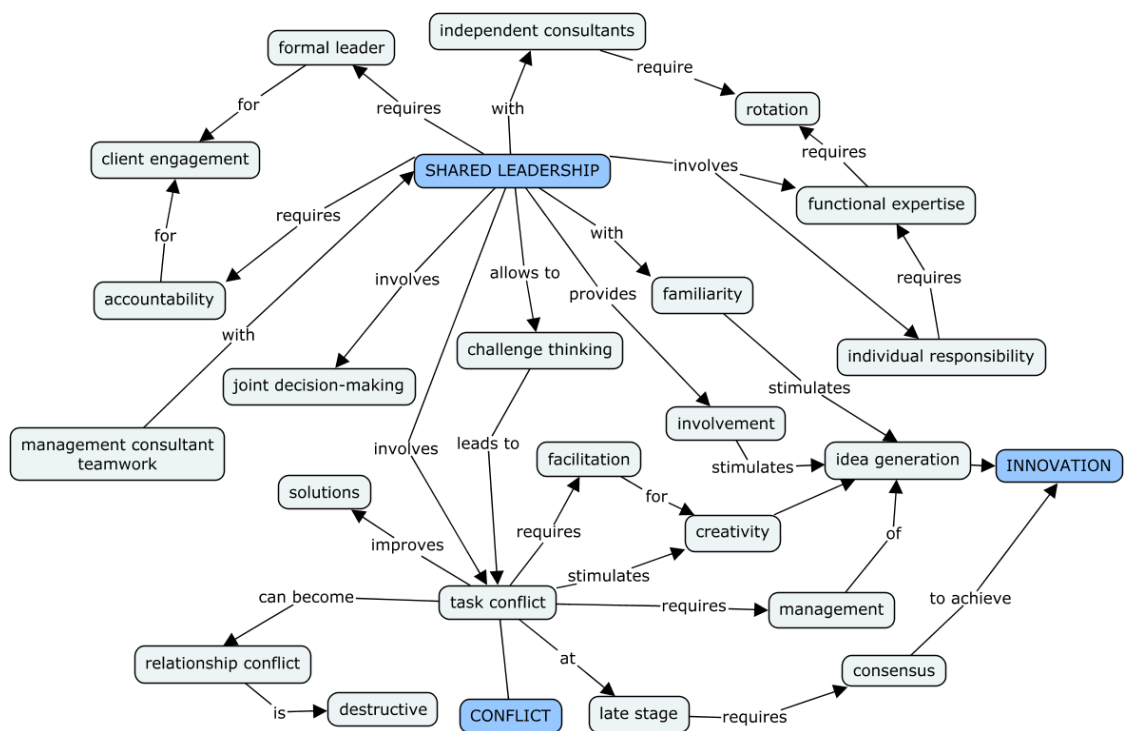 independent consultants
formal leader
require
for
requires
with
rotation
client engagement
requires
SHARED LEADERSHIP
involves
functional expertise
requires
for
with
allows to
involves
requires
provides
familiarity
accountability
with
challenge thinking
individual responsibility
joint decision-making
stimulates
involvement
management consultant
teamwork
involves
leads to
facilitation
stimulates
idea generation
INNOVATION
solutions
for
requires
creativity
of
improves
stimulates
can become
task conflict
requires
management
to achieve
at
relationship conflict
consensus
is
destructive
CONFLICT
late stage
requires